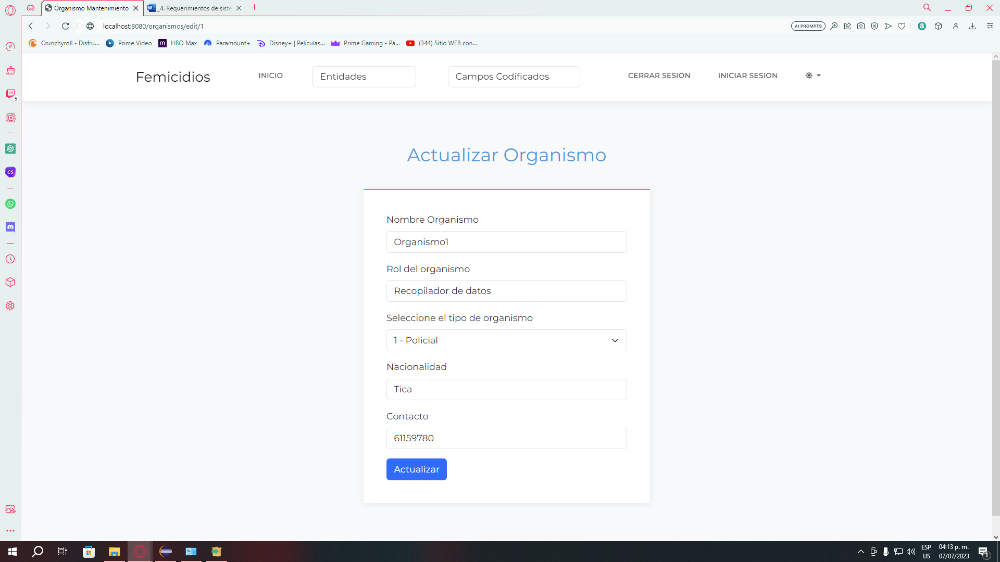 Organismo Mantenimiento
_4. Requerimientos de siste
localhost:8080/organismos/edit/1
AI PROMPTS
Crunchyroll - Disfru...
Prime Video
HBO Max
Paramount+
Disney+ | Películas...
Prime Gaming - Pá...
(344) Sitio WEB con...
Femicidios
INICIO
Entidades
Campos Codificados
CERRAR SESION
INICIAR SESION
5
CS
Actualizar Organismo
Nombre Organismo
Organismo1
Rol del organismo
Recopilador de datos
Seleccione el tipo de organismo
1 - Policial
Nacionalidad
Tica
Contacto
61159780
Actualizar
ESP
US
04:13 p. m.
07/07/2023
1